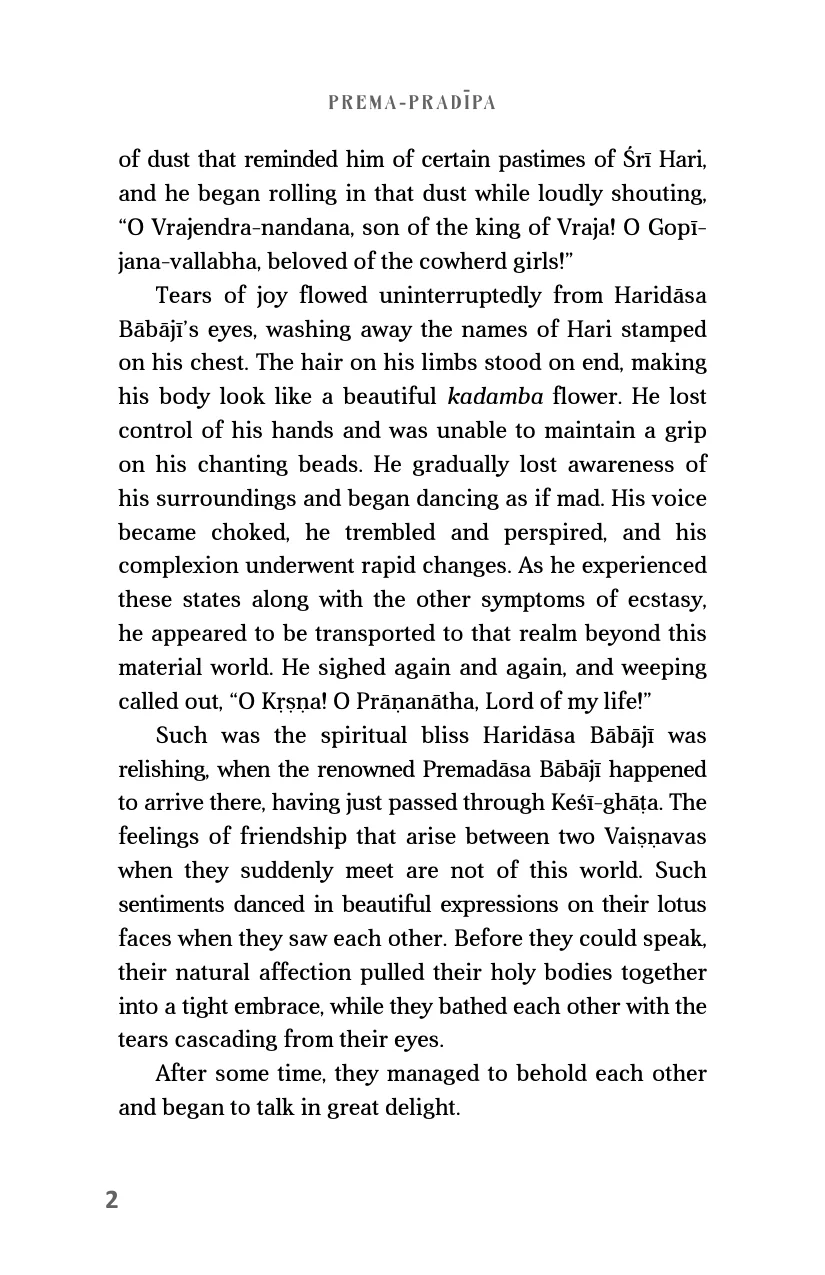 PREMA-PRADĪPA
of dust that reminded him of certain pastimes of Śrī Hari,
and he began rolling in that dust while loudly shouting,
“O Vrajendra-nandana, son of the king of Vraja! O Gopī-
jana-vallabha, beloved of the cowherd girls!”
Tears of joy flowed uninterruptedly from Haridāsa
Bābājī’s eyes, washing away the names of Hari stamped
on his chest. The hair on his limbs stood on end, making
his body look like a beautiful kadamba flower. He lost
control of his hands and was unable to maintain a grip
on his chanting beads. He gradually lost awareness of
his surroundings and began dancing as if mad. His voice
became choked, he trembled and perspired, and his
complexion underwent rapid changes. As he experienced
these states along with the other symptoms of ecstasy,
he appeared to be transported to that realm beyond this
material world. He sighed again and again, and weeping
called out, “O Kṛṣṇa! O Prāṇanātha, Lord of my life!”
Such was the spiritual bliss Haridāsa Bābājī was
relishing, when the renowned Premadāsa Bābājī happened
to arrive there, having just passed through Keśī-ghāṭa. The
feelings of friendship that arise between two Vaiṣṇavas
when they suddenly meet are not of this world. Such
sentiments danced in beautiful expressions on their lotus
faces when they saw each other. Before they could speak,
their natural affection pulled their holy bodies together
into a tight embrace, while they bathed each other with the
tears cascading from their eyes.
After some time, they managed to behold each other
and began to talk in great delight.
2